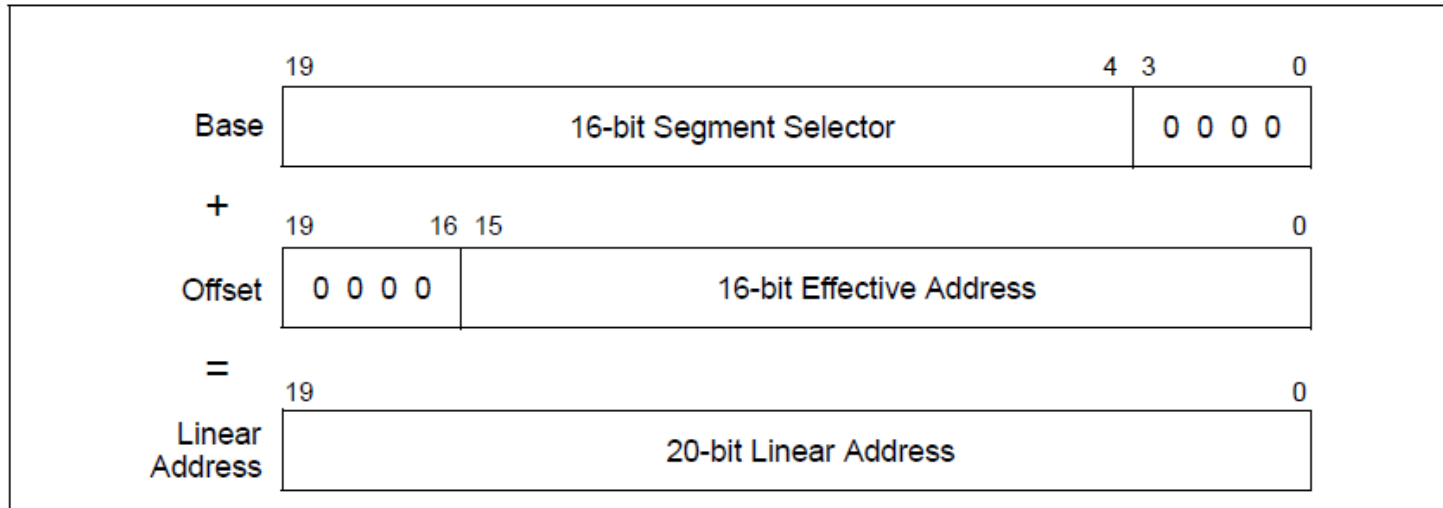 19 4 3 0
Base 16-bit Segment Selector 0 0 0 0
+
19 16 15 0
Offset 0 0 0 0 16-bit Effective Address
=
19 0
Linear
Address 20-bit Linear Address